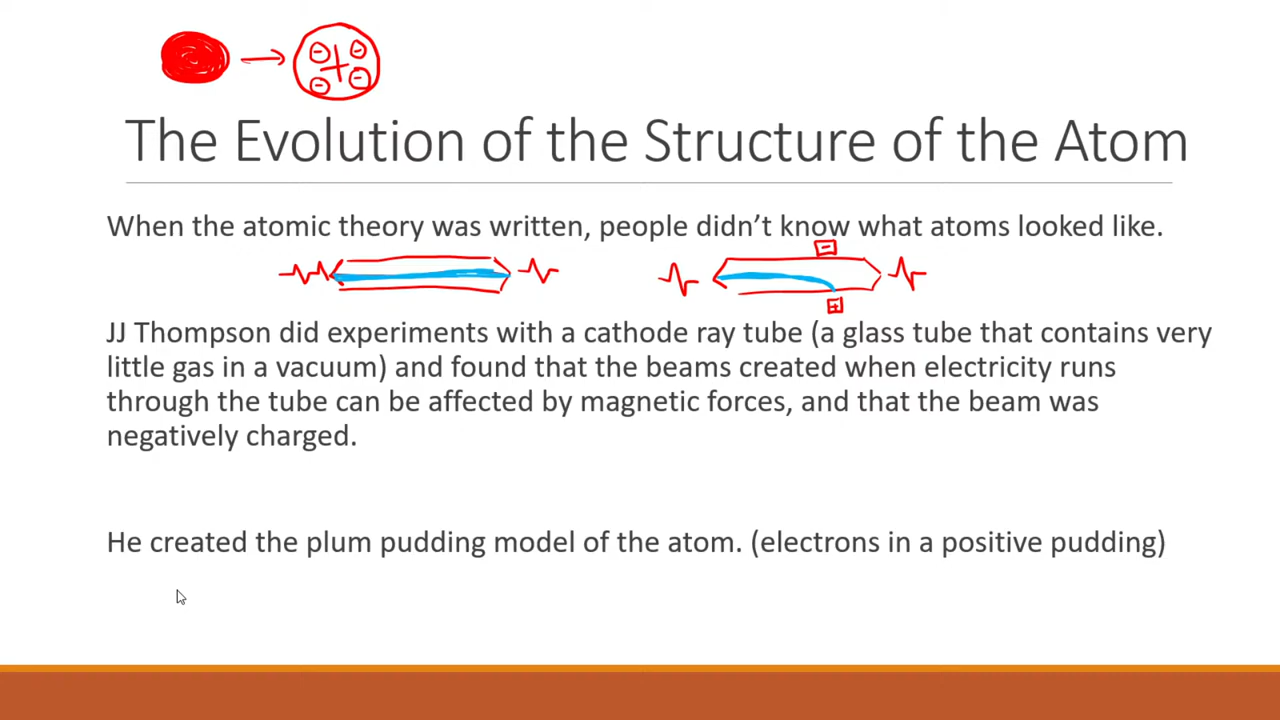 - -
+
- -
The Evolution of the Structure of the Atom
When the atomic theory was written, people didn’t know what atoms looked like.
-
+
JJ Thompson did experiments with a cathode ray tube (a glass tube that contains very
little gas in a vacuum) and found that the beams created when electricity runs
through the tube can be affected by magnetic forces, and that the beam was
negatively charged.
He created the plum pudding model of the atom. (electrons in a positive pudding)